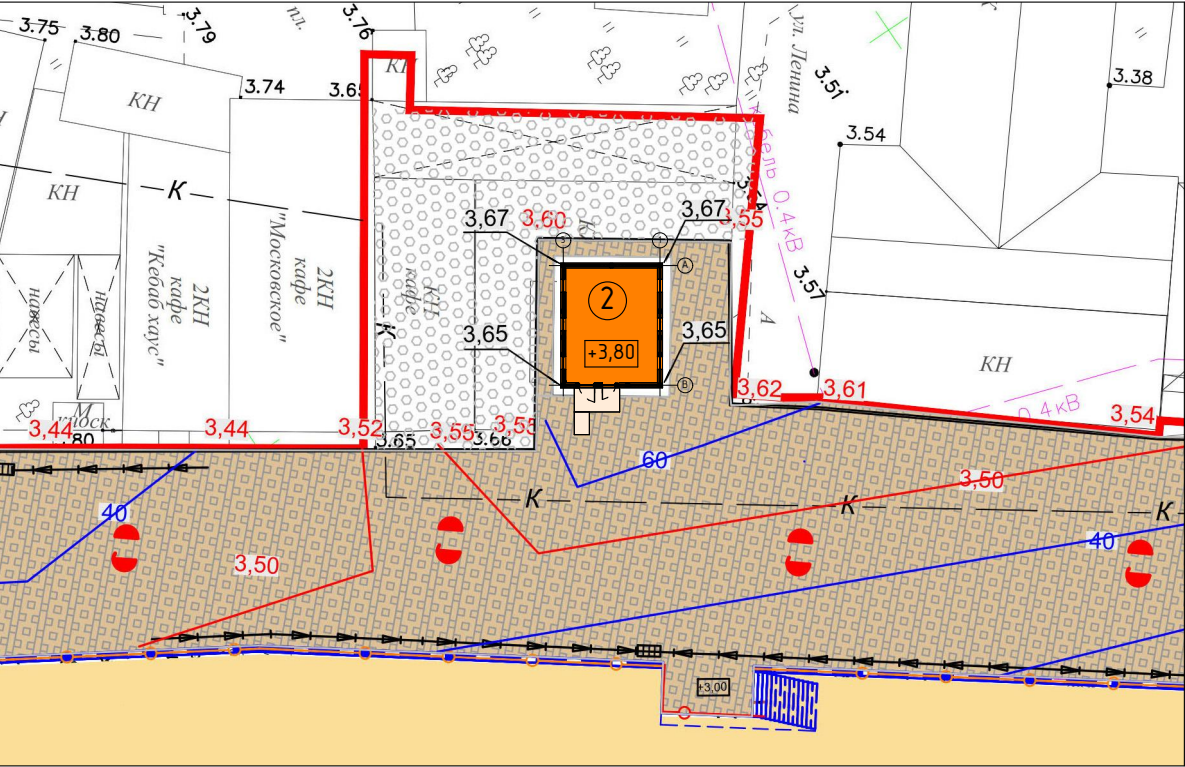 3.75
3.80
3.79
пл.
3.76
КН
ул. Ленина
3.51
3.38
КН
3.74
3.65
3.54
кабель 0.4кВ
К
КН
3,67
3,60
3,67
3,55
К
3
1
А
2КН
кафе
"Кебаб хаус"
2КН
кафе
"Московское"
КН
кафе
К
навесы
навесы
2
+3,80
3,65
3,65
В
3.57
А
КН
0.4кВ
3,62
3,61
3,54
3,44
80
3,44
3,52
3.65
3,55
3.66
60
3,50
К
К
К
40
3,50
40
+3,00